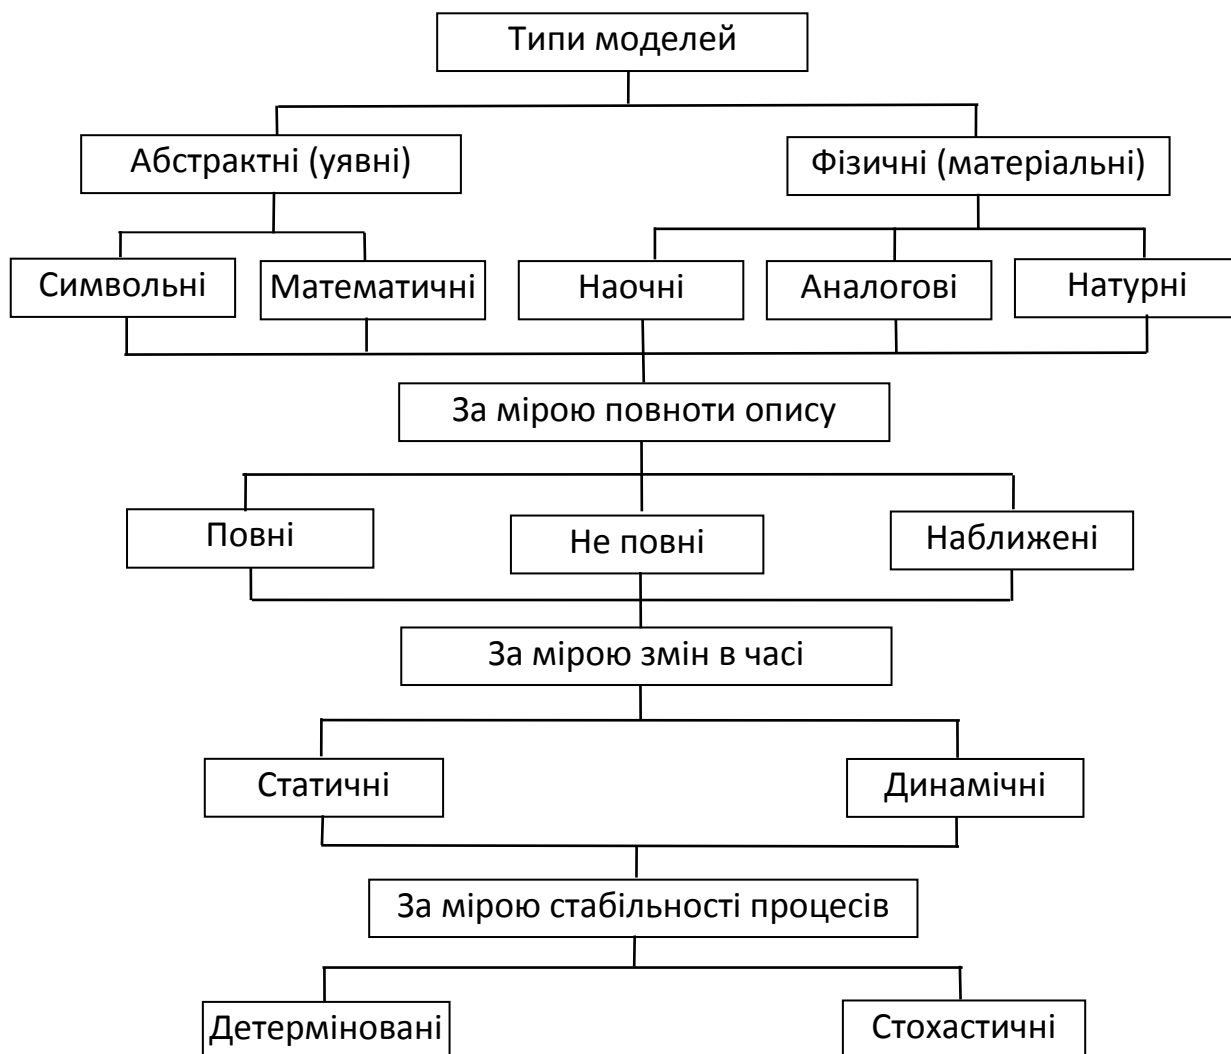 Типи моделей
Абстрактні (уявні)
Фізичні (матеріальні)
Символьні
Математичні
Наочні
Аналогові
Натурні
За мірою повноти опису
Повні
Не повні
Наближені
За мірою змін в часі
Статичні
Динамічні
За мірою стабільності процесів
Детерміновані
Стохастичні